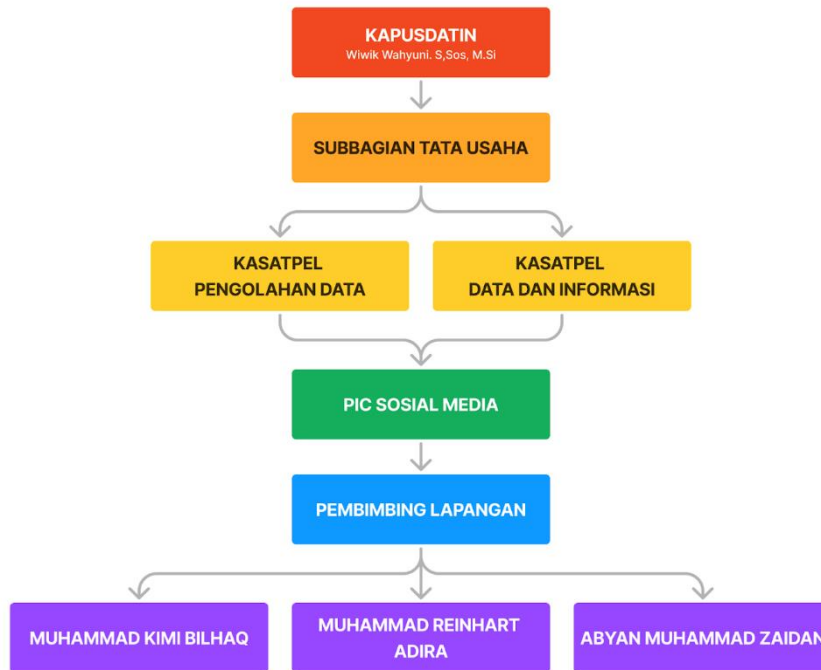 KAPUSDATIN
Wiwik Wahyuni. S,Sos, M.Si
SUBBAGIAN TATA USAHA
KASATPEL
PENGOLAHAN DATA
KASATPEL
DATA DAN INFORMASI
PIC SOSIAL MEDIA
PEMBIMBING LAPANGAN
MUHAMMAD KIMI BILHAQ
MUHAMMAD REINHART
ADIRA
ABYAN MUHAMMAD ZAIDAN